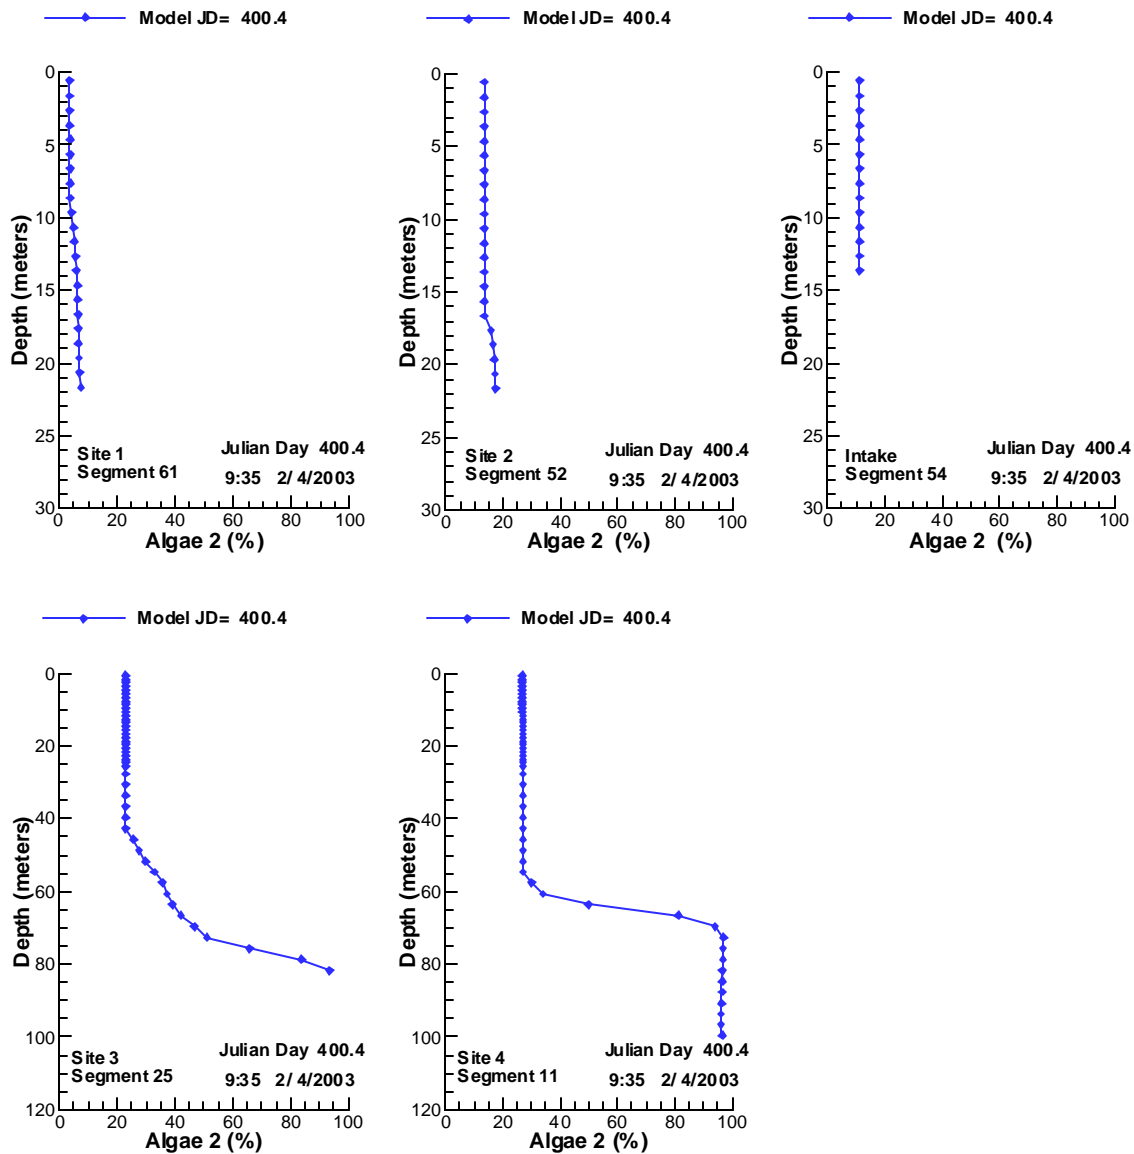 Model JD= 400.4
0
5
10
15
20
25
30
0 20 40 60 80 100
Depth (meters)
Algae 2 (%)
Site 1
Segment 61
Julian Day 400.4
9:35 2/ 4/2003
Model JD= 400.4
0
5
10
15
20
25
30
0 20 40 60 80 100
Depth (meters)
Algae 2 (%)
Site 2
Segment 52
Julian Day 400.4
9:35 2/ 4/2003
Model JD= 400.4
0
5
10
15
20
25
30
0 20 40 60 80 100
Depth (meters)
Algae 2 (%)
Intake
Segment 54
Julian Day 400.4
9:35 2/ 4/2003
Model JD= 400.4
0
20
40
60
80
100
120
0 20 40 60 80 100
Depth (meters)
Algae 2 (%)
Site 3
Segment 25
Julian Day 400.4
9:35 2/ 4/2003
Model JD= 400.4
0
20
40
60
80
100
120
0 20 40 60 80 100
Depth (meters)
Algae 2 (%)
Site 4
Segment 11
Julian Day 400.4
9:35 2/ 4/2003